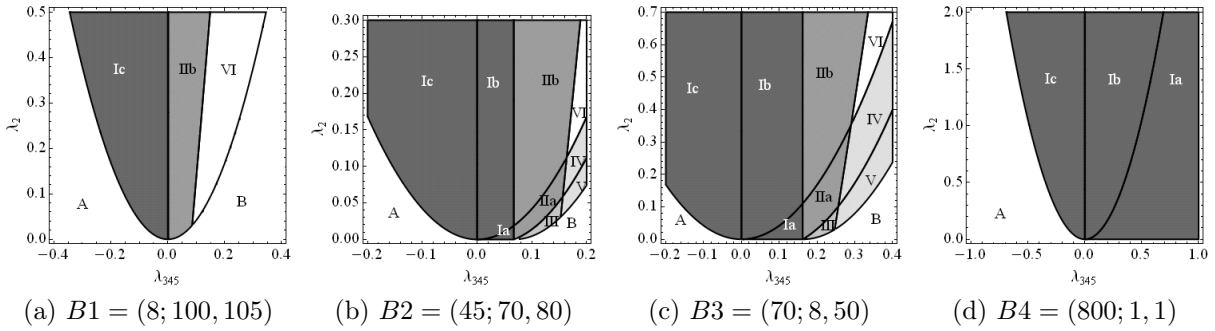 0.5
0.4
0.3
0.2
0.1
0.0
λ2
Ic
IIb
VI
A
B
−0.4 −0.2 0.0 0.2 0.4
λ345
(a) B1 = (8; 100, 105)
0.30
0.25
0.20
0.15
0.10
0.05
0.00
λ2
Ic
Ib
IIb
VI
IV
V
IIa
III
Ia
A
B
−0.2 −0.1 0.0 0.1 0.2
λ345
(b) B2 = (45; 70, 80)
0.7
0.6
0.5
0.4
0.3
0.2
0.1
0.0
λ2
Ic
Ib
IIb
VI
IV
V
IIa
III
Ia
A
B
−0.2 −0.1 0.0 0.1 0.2 0.3 0.4
λ345
(c) B3 = (70; 8, 50)
2.0
1.5
1.0
0.5
0.0
λ2
Ic
Ib
Ia
A
−1.0 −0.5 0.0 0.5 1.0
λ345
(d) B4 = (800; 1, 1)